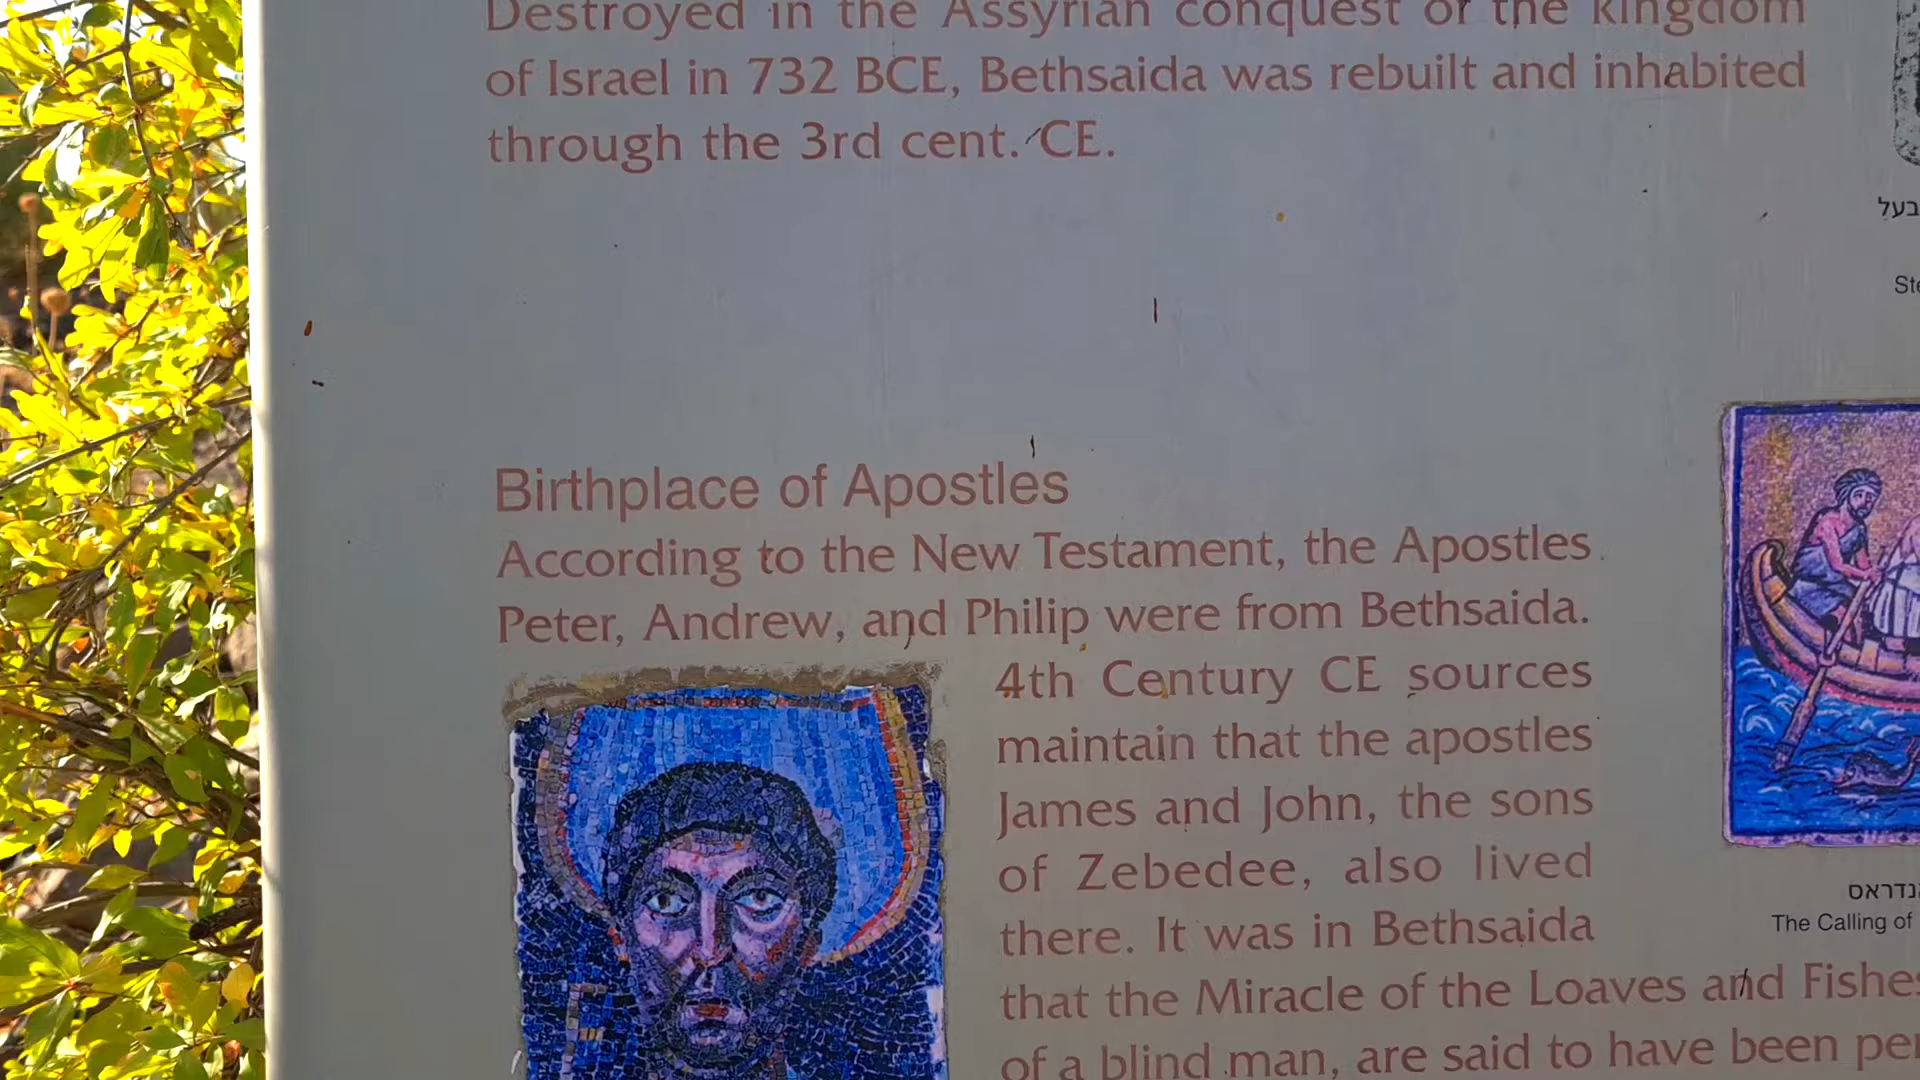 Destroyed in the Assyrian conquest of the kingdom
of Israel in 732 BCE, Bethsaida was rebuilt and inhabited
through the 3rd cent. CE.
בעל
Birthplace of Apostles
According to the New Testament, the Apostles
Peter, Andrew, and Philip were from Bethsaida.
4th Century CE sources
maintain that the apostles
James and John, the sons
of Zebedee, also lived
there. It was in Bethsaida
that the Miracle of the Loaves and Fishes
of a blind man, are said to have been
The Calling of